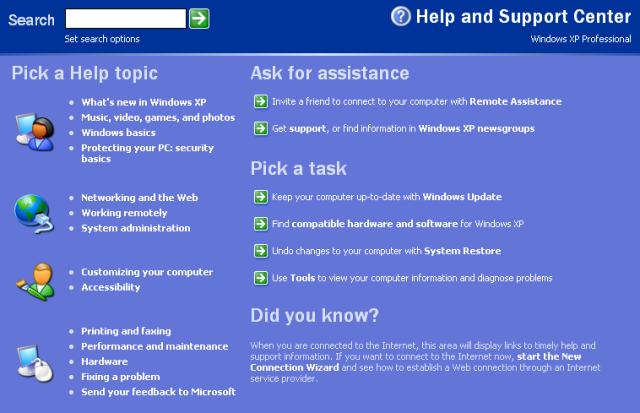 Search
Help and Support Center
Set search options
Windows XP Professional
Pick a Help topic
What's new in Windows XP
Music, video, games, and photos
Windows basics
Protecting your PC: security
basics
Networking and the Web
Working remotely
System administration
Customizing your computer
Accessibility
Printing and faxing
Performance and maintenance
Hardware
Fixing a problem
Send your feedback to Microsoft
Ask for assistance
Invite a friend to connect to your computer with Remote Assistance
Get support, or find information in Windows XP newsgroups
Pick a task
Keep your computer up-to-date with Windows Update
Find compatible hardware and software for Windows XP
Undo changes to your computer with System Restore
Use Tools to view your computer information and diagnose problems
Did you know?
When you are connected to the Internet, this area will display links to timely help and
support information. If you want to connect to the Internet now, start the New
Connection Wizard and see how to establish a Web connection through an Internet
service provider.